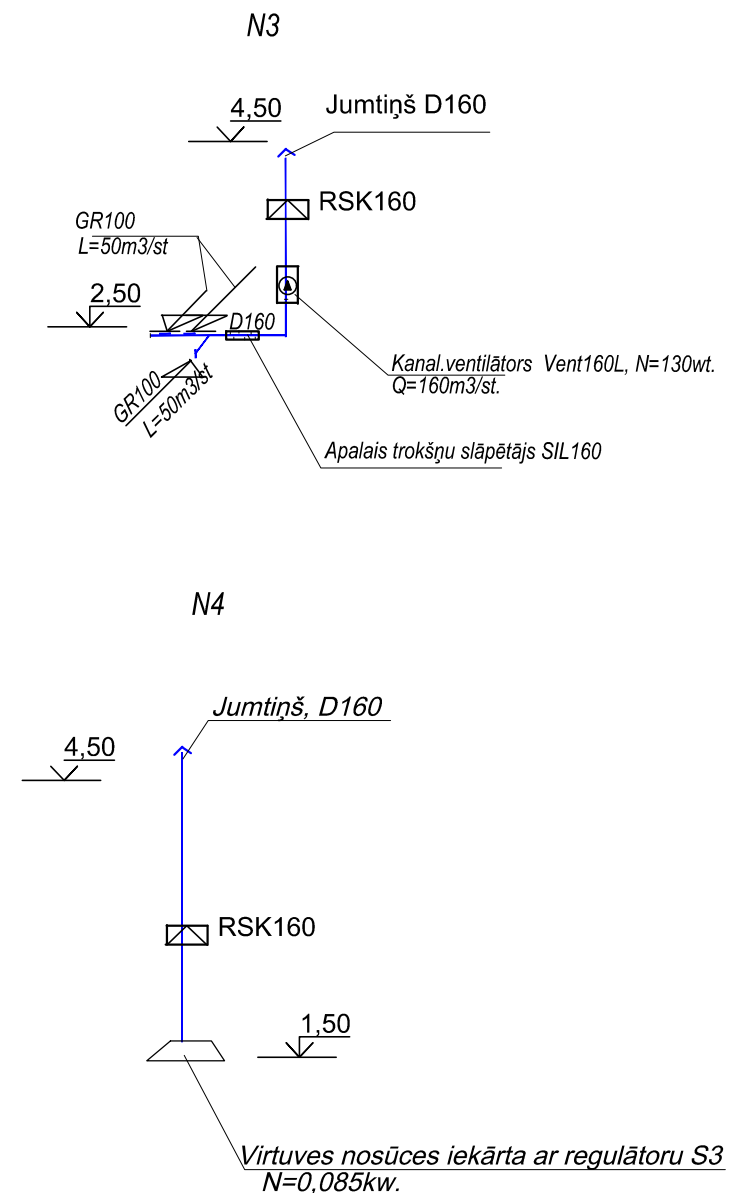 N3
4,50
Jumtiņš D160
RSK160
GR100
L=50m3/st
2,50
D160
Kanal.ventilātors Vent160L, N=130wt.
Q=160m3/st.
GR100
L=50m3/st
Apalais trokšņu slāpētājs SIL160
N4
Jumtiņš, D160
4,50
RSK160
1,50
Virtuves nosūces iekārta ar regulātoru S3
N=0,085kw.